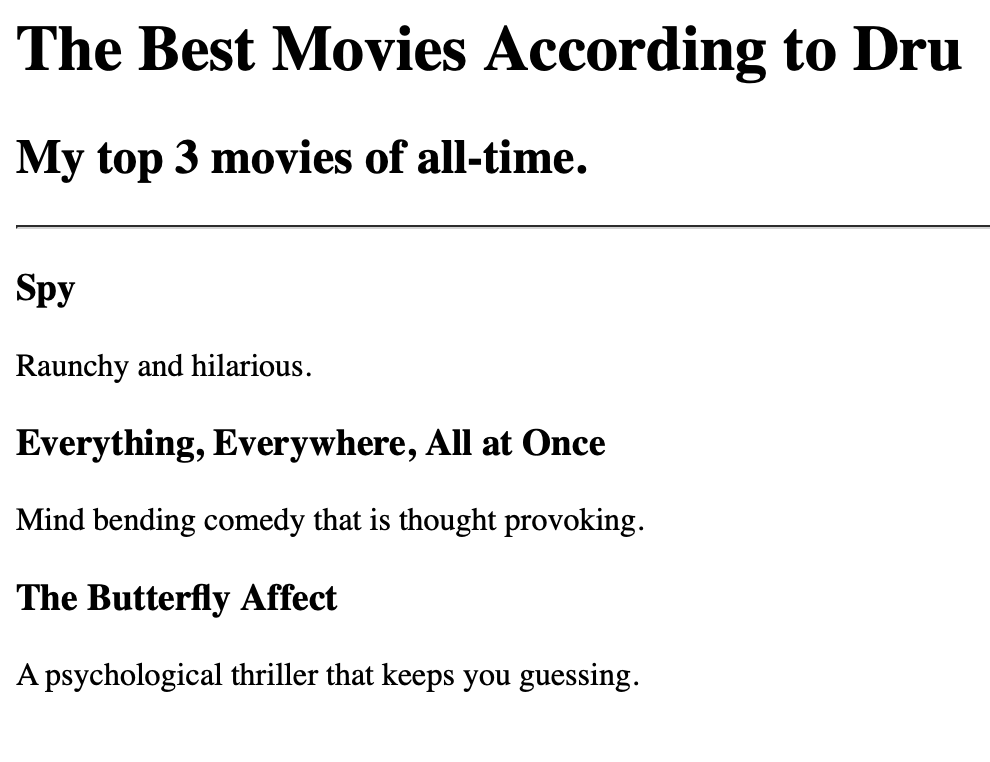 The Best Movies According to Dru
My top 3 movies of all-time.
Spy
Raunchy and hilarious.
Everything, Everywhere, All at Once
Mind bending comedy that is thought provoking.
The Butterfly Affect
A psychological thriller that keeps you guessing.